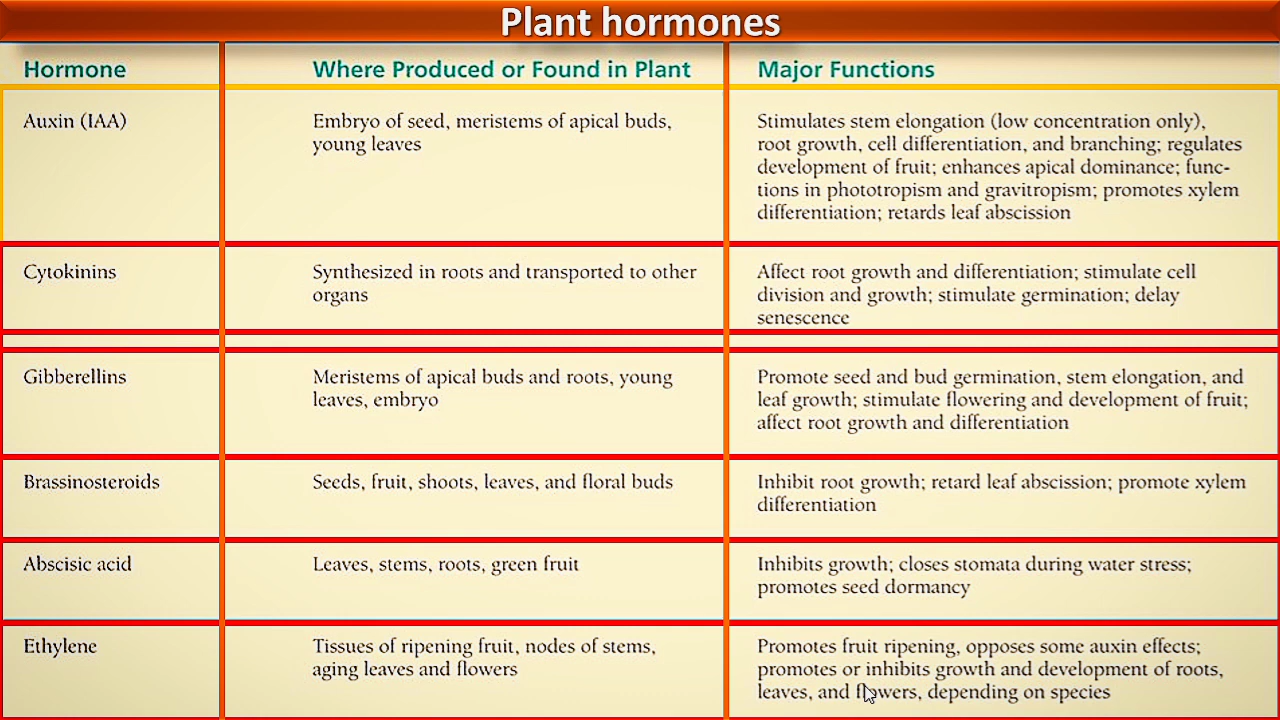 Plant hormones
Hormone
Where Produced or Found in Plant
Major Functions
Auxin (IAA)
Embryo of seed, meristems of apical buds,
young leaves
Stimulates stem elongation (low concentration only),
root growth, cell differentiation, and branching; regulates
development of fruit; enhances apical dominance; func-
tions in phototropism and gravitropism; promotes xylem
differentiation; retards leaf abscission
Cytokinins
Synthesized in roots and transported to other
organs
Affect root growth and differentiation; stimulate cell
division and growth; stimulate germination; delay
senescence
Gibberellins
Meristems of apical buds and roots, young
leaves, embryo
Promote seed and bud germination, stem elongation, and
leaf growth; stimulate flowering and development of fruit;
affect root growth and differentiation
Brassinosteroids
Seeds, fruit, shoots, leaves, and floral buds
Inhibit root growth; retard leaf abscission; promote xylem
differentiation
Abscisic acid
Leaves, stems, roots, green fruit
Inhibits growth; closes stomata during water stress;
promotes seed dormancy
Ethylene
Tissues of ripening fruit, nodes of stems,
aging leaves and flowers
Promotes fruit ripening, opposes some auxin effects;
promotes or inhibits growth and development of roots,
leaves, and flowers, depending on species